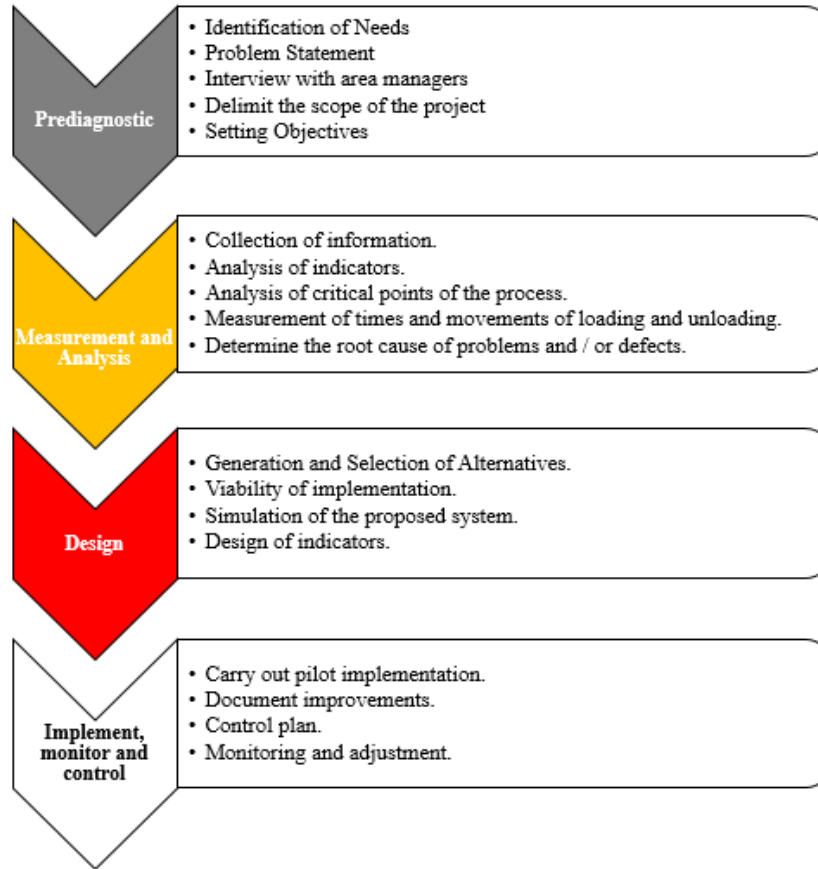 Prediagnostic
• Identification of Needs
• Problem Statement
• Interview with area managers
• Delimit the scope of the project
• Setting Objectives
Measurement and
Analysis
• Collection of information.
• Analysis of indicators.
• Analysis of critical points of the process.
• Measurement of times and movements of loading and unloading.
• Determine the root cause of problems and / or defects.
Design
• Generation and Selection of Alternatives.
• Viability of implementation.
• Simulation of the proposed system.
• Design of indicators.
Implement,
monitor and
control
• Carry out pilot implementation.
• Document improvements.
• Control plan.
• Monitoring and adjustment.